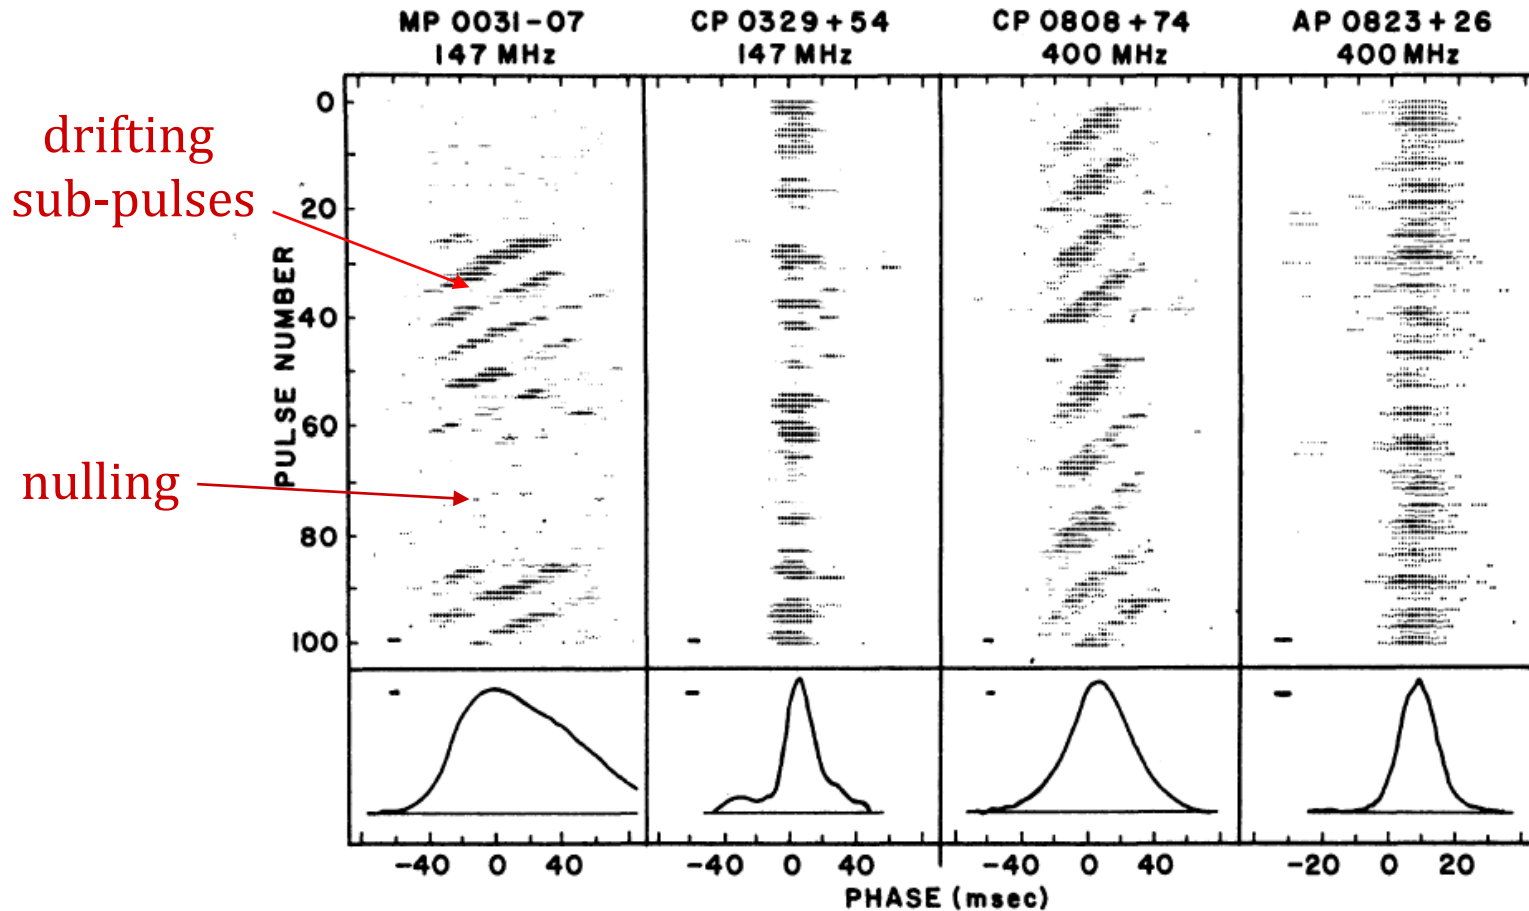 MP 0031-07
147 MHz
CP 0329+54
147 MHz
CP 0808+74
400 MHz
AP 0823+26
400 MHz
drifting
sub-pulses
nulling
PULSE NUMBER
0
20
40
60
80
100
-40 0 40
-40 0 40
-40 0 40
-20 0 20
PHASE (msec)